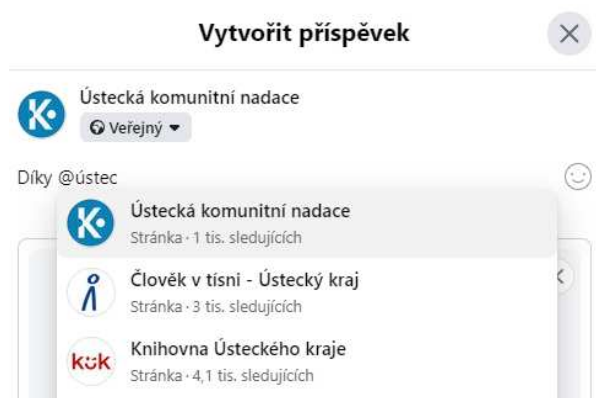 Vytvořit příspěvek
Ústecká komunitní nadace
Veřejný
Díky @ústec
Ústecká komunitní nadace
Stránka · 1 tis. sledujících
Člověk v tísni - Ústecký kraj
Stránka · 3 tis. sledujících
kük
Knihovna Ústeckého kraje
Stránka · 4,1 tis. sledujících